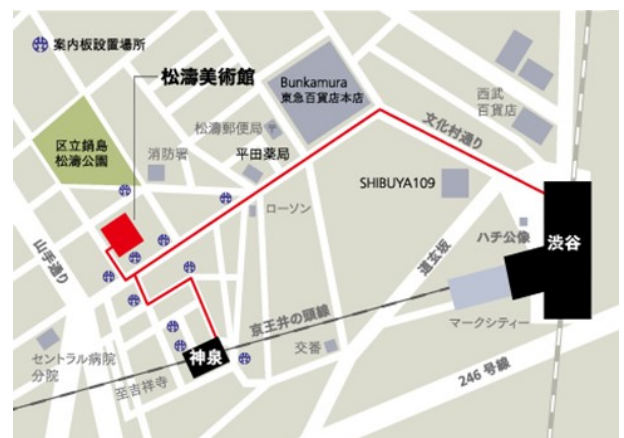 案内板設置場所
松濤美術館
Bunkamura
東急百貨店本店
西武
百貨店
文化村通り
松濤郵便局
区立鍋島
松濤公園
消防署
平田薬局
SHIBUYA109
ローソン
ハチ公像
渋谷
道玄坂
山手通り
京王井の頭線
マークシティー
セントラル病院
分院
神泉
交番
至吉祥寺
246号線